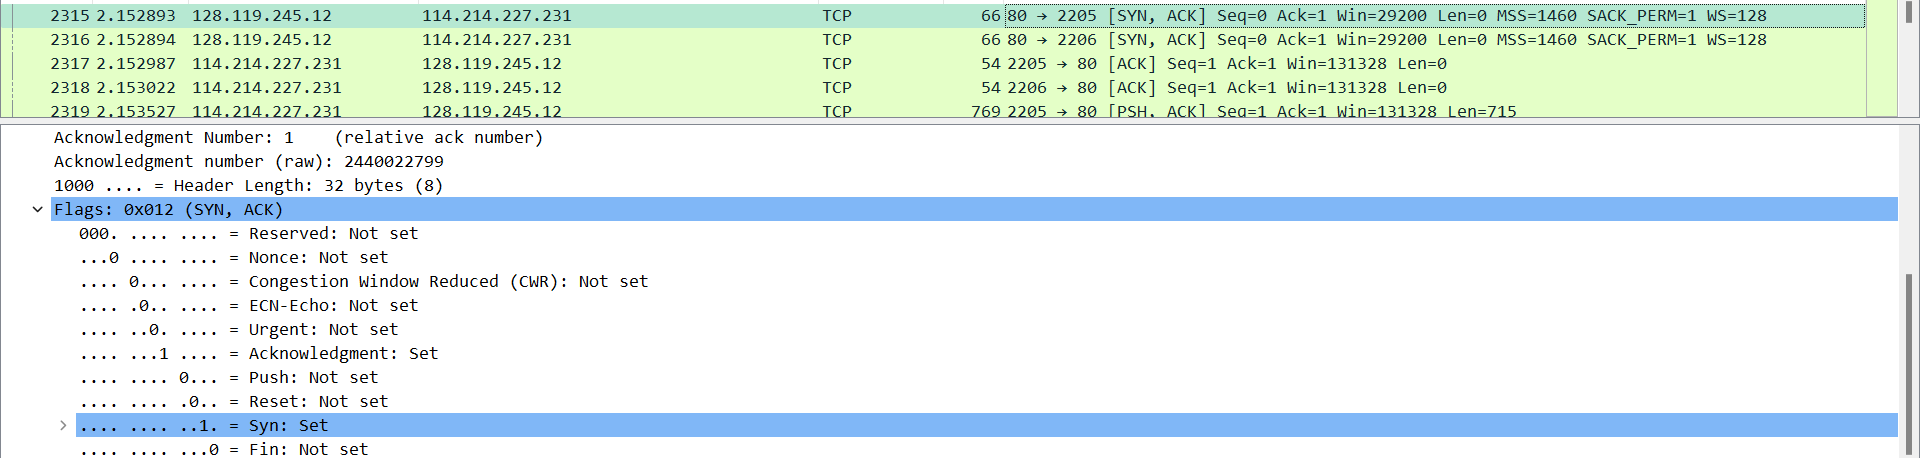 2315 2.152893 128.119.245.12 114.214.227.231 TCP 66 80 → 2205 [SYN, ACK] Seq=0 Ack=1 Win=29200 Len=0 MSS=1460 SACK_PERM=1 WS=128
2316 2.152894 128.119.245.12 114.214.227.231 TCP 66 80 → 2206 [SYN, ACK] Seq=0 Ack=1 Win=29200 Len=0 MSS=1460 SACK_PERM=1 WS=128
2317 2.152987 114.214.227.231 128.119.245.12 TCP 54 2205 → 80 [ACK] Seq=1 Ack=1 Win=131328 Len=0
2318 2.153022 114.214.227.231 128.119.245.12 TCP 54 2206 → 80 [ACK] Seq=1 Ack=1 Win=131328 Len=0
2319 2.153527 114.214.227.231 128.119.245.12 TCP 769 2205 → 80 [PSH, ACK] Seq=1 Ack=1 Win=131328 Len=715
Acknowledgment Number: 1 (relative ack number)
Acknowledgment number (raw): 2440022799
1000 .... = Header Length: 32 bytes (8)
Flags: 0x012 (SYN, ACK)
000. .... .... = Reserved: Not set
...0 .... .... = Nonce: Not set
.... 0... .... = Congestion Window Reduced (CWR): Not set
.... .0.. .... = ECN-Echo: Not set
.... ..0. .... = Urgent: Not set
.... ...1 .... = Acknowledgment: Set
.... .... 0... = Push: Not set
.... .... .0.. = Reset: Not set
.... .... ..1. = Syn: Set
.... .... ...0 = Fin: Not set